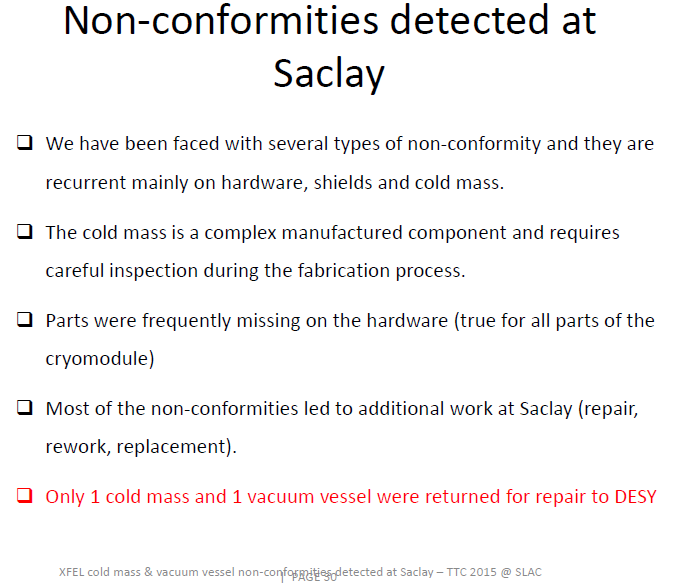 Non-conformities detected at
Saclay
❑ We have been faced with several types of non-conformity and they are
recurrent mainly on hardware, shields and cold mass.
❑ The cold mass is a complex manufactured component and requires
careful inspection during the fabrication process.
❑ Parts were frequently missing on the hardware (true for all parts of the
cryomodule)
❑ Most of the non-conformities led to additional work at Saclay (repair,
rework, replacement).
❑ Only 1 cold mass and 1 vacuum vessel were returned for repair to DESY
XFEL cold mass & vacuum vessel non-conformities detected at Saclay – TTC 2015 @ SLAC
| PAGE 30